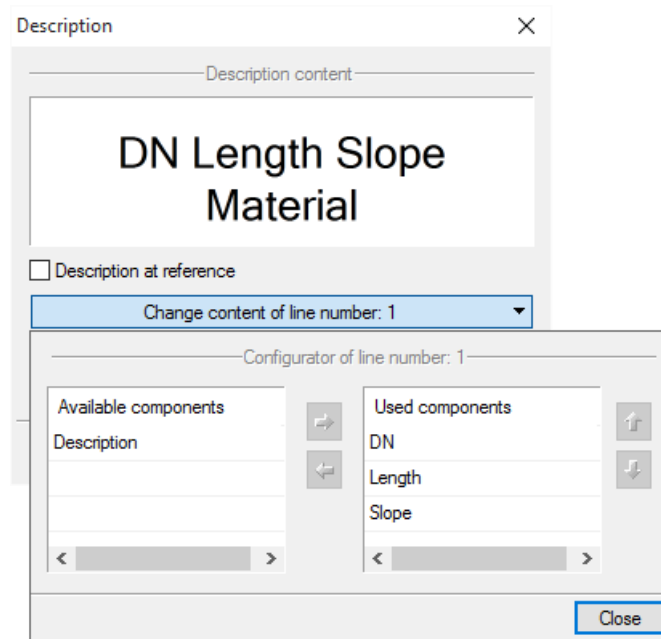 Description
Description content
DN Length Slope
Material
Description at reference
Change content of line number: 1
Configurator of line number: 1
Available components
Description
Used components
DN
Length
Slope
Close